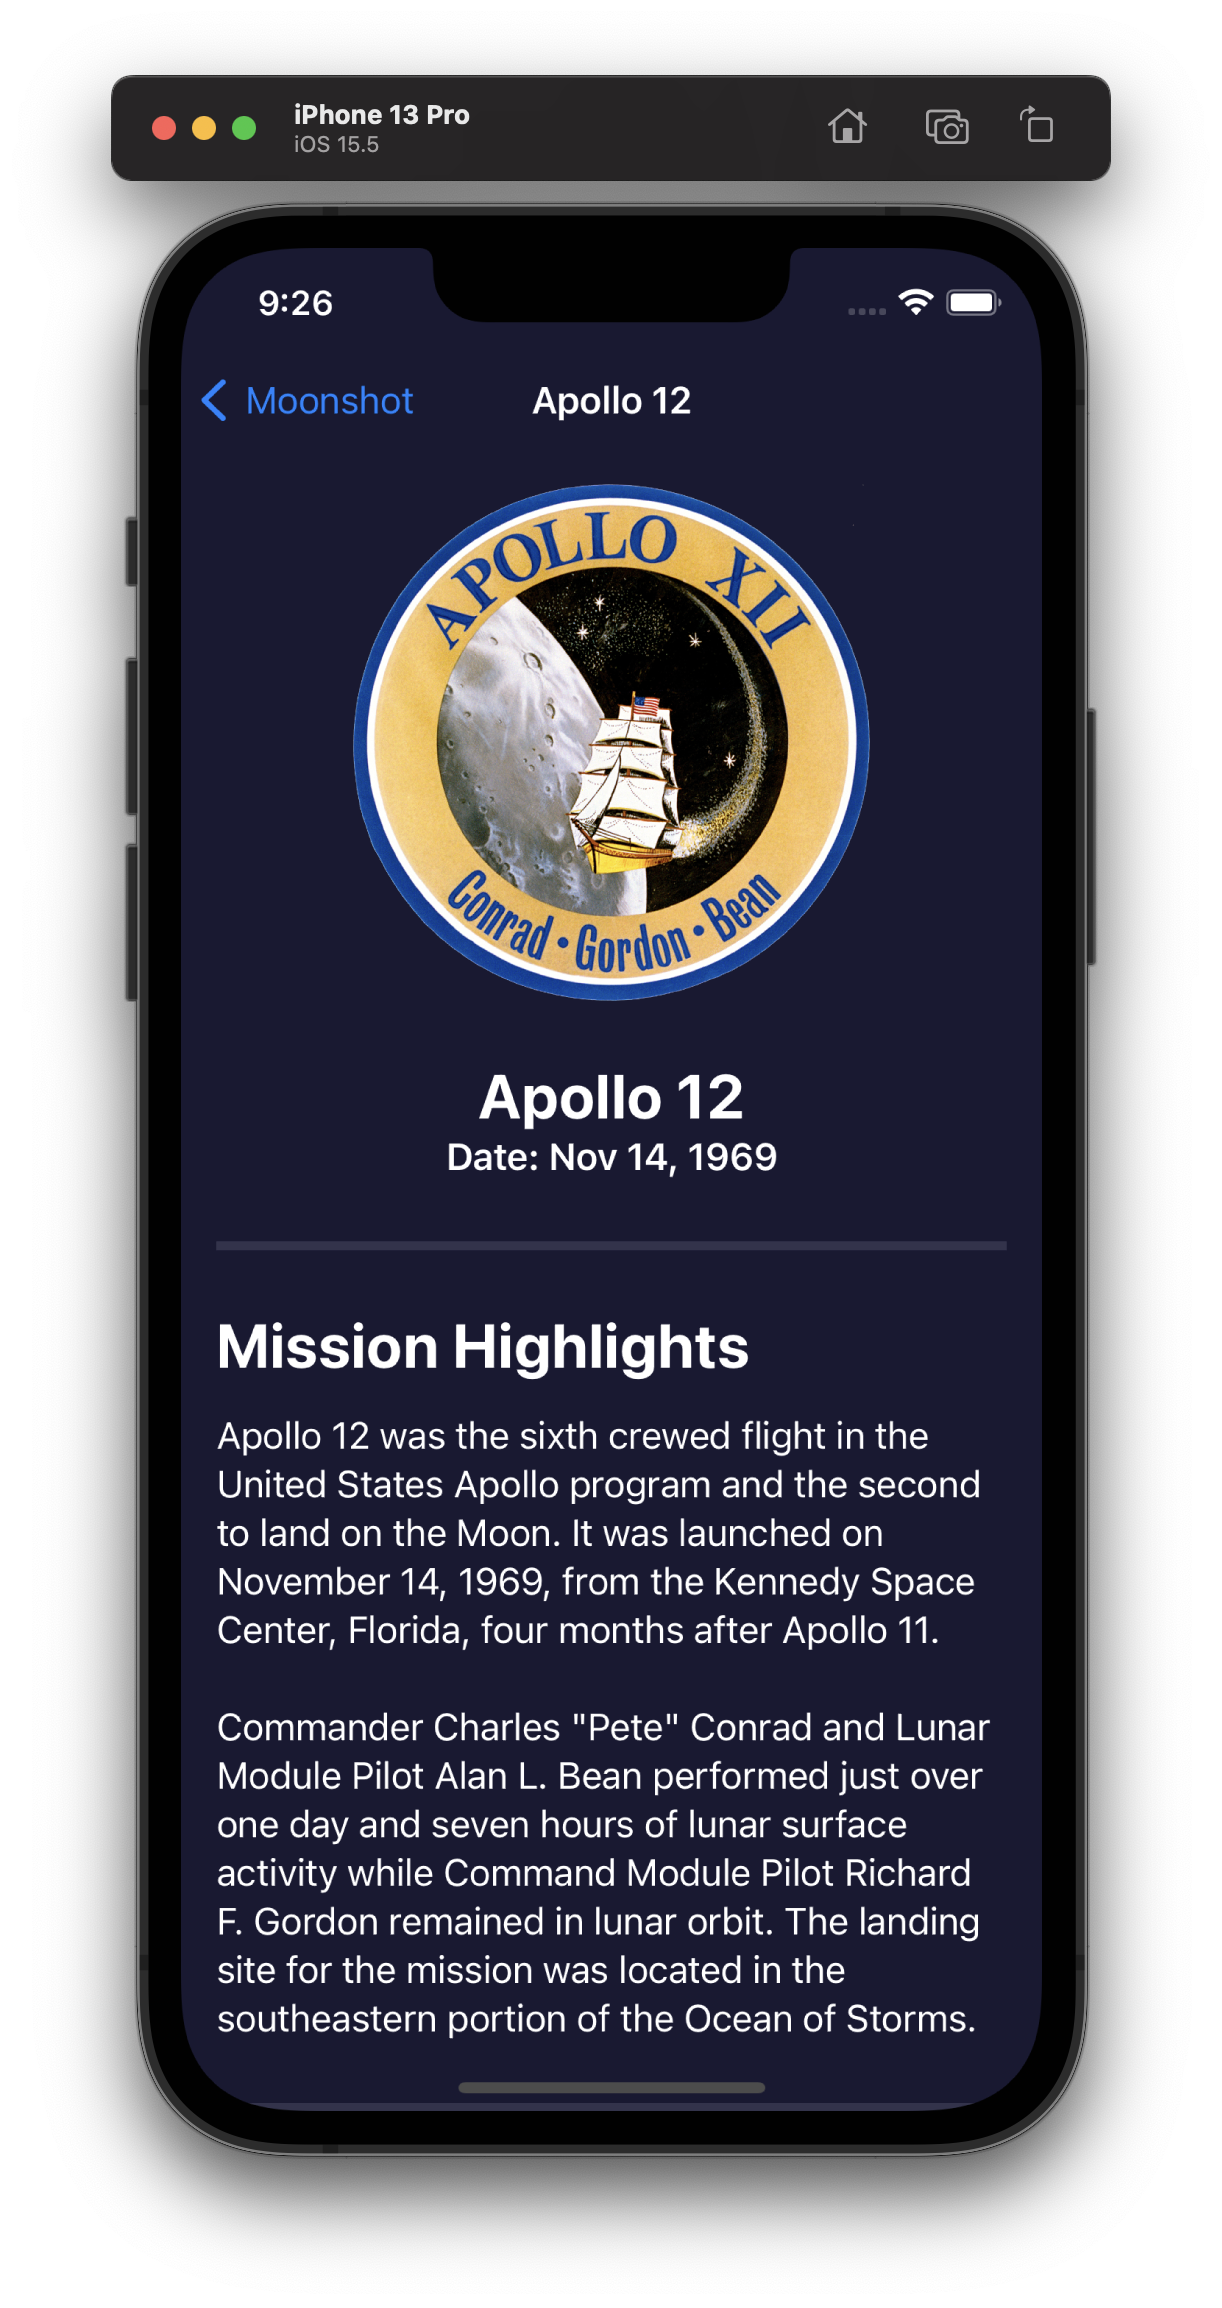 iPhone 13 Pro
iOS 15.5
9:26
Moonshot
Apollo 12
APOLLO XII
Conrad • Gordon • Bean
Apollo 12
Date: Nov 14, 1969
Mission Highlights
Apollo 12 was the sixth crewed flight in the
United States Apollo program and the second
to land on the Moon. It was launched on
November 14, 1969, from the Kennedy Space
Center, Florida, four months after Apollo 11.
Commander Charles "Pete" Conrad and Lunar
Module Pilot Alan L. Bean performed just over
one day and seven hours of lunar surface
activity while Command Module Pilot Richard
F. Gordon remained in lunar orbit. The landing
site for the mission was located in the
southeastern portion of the Ocean of Storms.